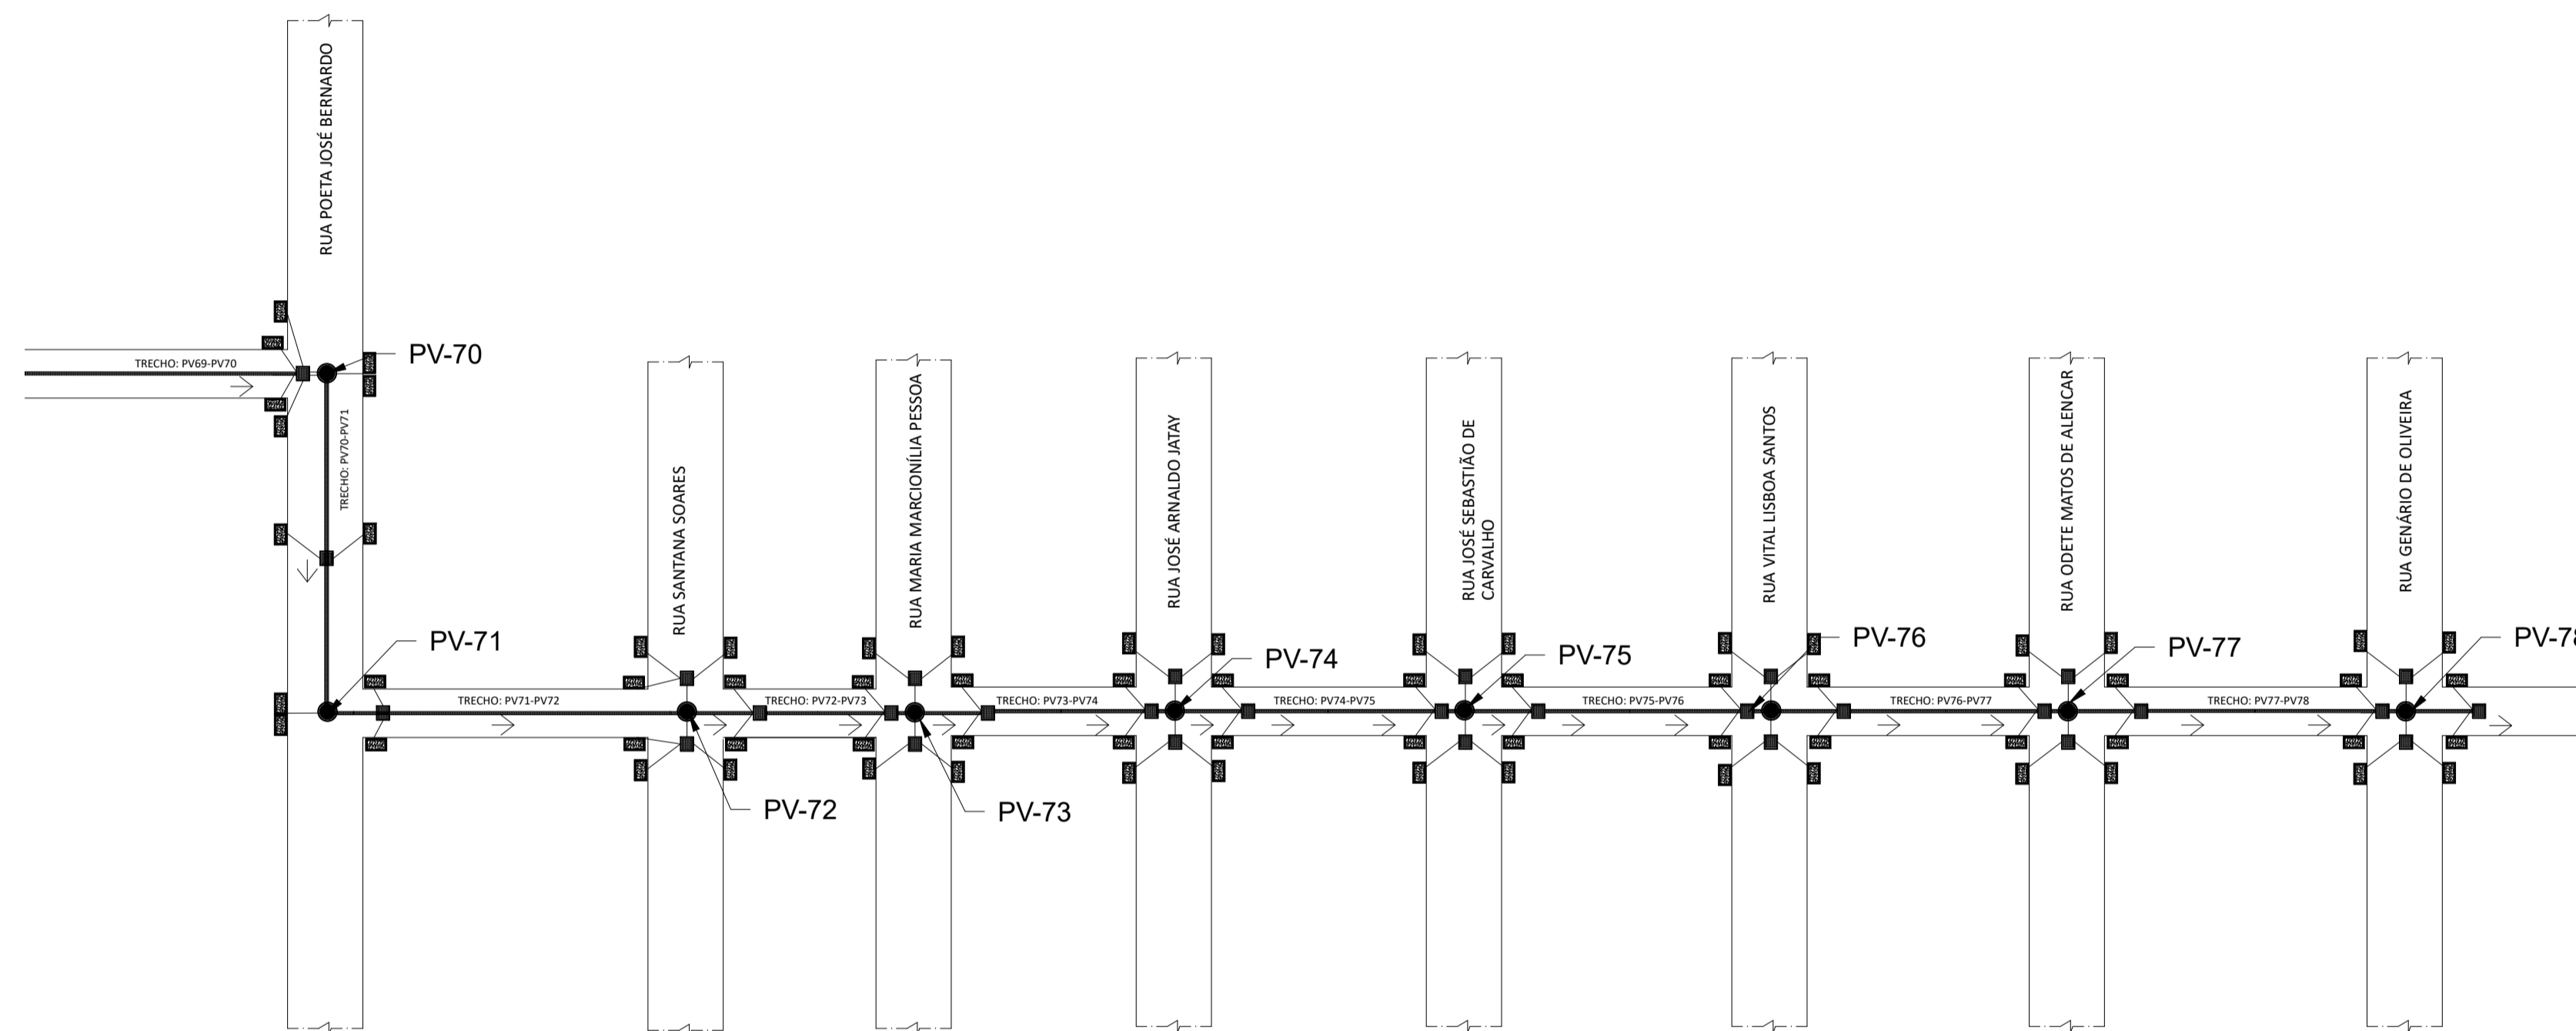 RUA POETA JOSÉ BERNARDO
TRECHO: PV69-PV70
PV-70
TRECHO: PV70-PV71
PV-71
TRECHO: PV71-PV72
RUA SANTANA SOARES
PV-72
TRECHO: PV72-PV73
RUA MARIA MARCIONÍLIA PESSOA
PV-73
TRECHO: PV73-PV74
RUA JOSÉ ARNALDO JATAY
PV-74
TRECHO: PV74-PV75
RUA JOSÉ SEBASTIÃO DE
CARVALHO
PV-75
TRECHO: PV75-PV76
RUA VITAL LISBOA SANTOS
PV-76
TRECHO: PV76-PV77
RUA ODETE MATOS DE ALENCAR
PV-77
TRECHO: PV77-PV78
RUA GENÁRIO DE OLIVEIRA
PV-78